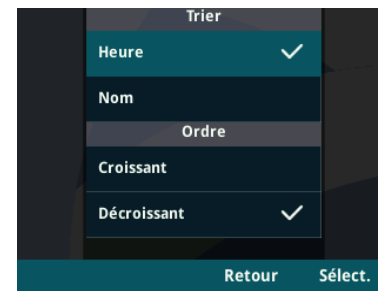 Trier
Heure
Nom
Ordre
Croissant
Décroissant
Retour Sélect.